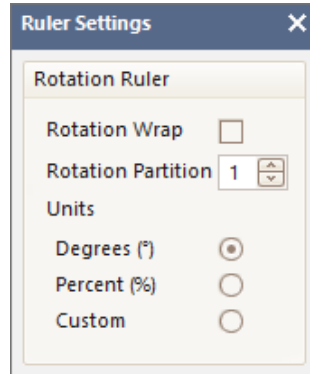 Ruler Settings
Rotation Ruler
Rotation Wrap
Rotation Partition 1
Units
Degrees (°)
Percent (%)
Custom